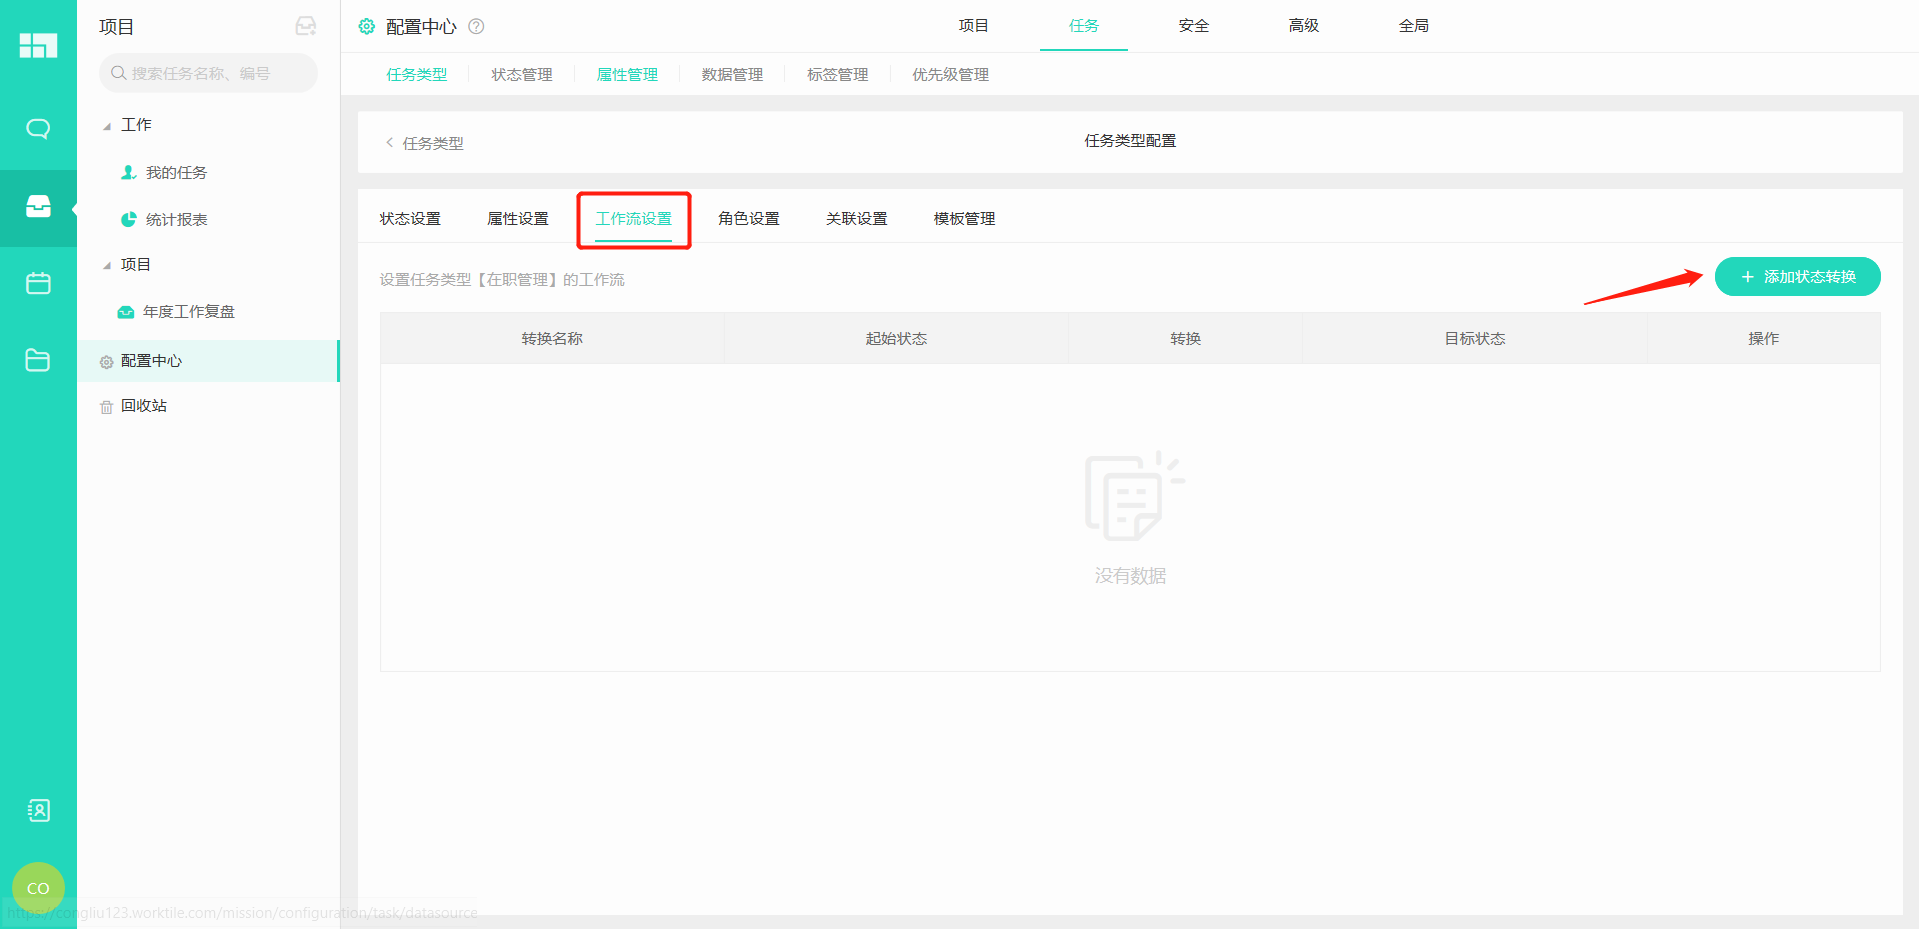 项目
搜索任务名称、编号
工作
我的任务
统计报表
项目
年度工作复盘
配置中心
回收站
CO
https://congliu123.worktile.com/mission/configuration/task/datasource
配置中心
项目 任务 安全 高级 全局
任务类型 状态管理 属性管理 数据管理 标签管理 优先级管理
任务类型 任务类型配置
状态设置 属性设置 工作流设置 角色设置 关联设置 模板管理
设置任务类型【在职管理】的工作流
+ 添加状态转换
转换名称 起始状态 转换 目标状态 操作
没有数据